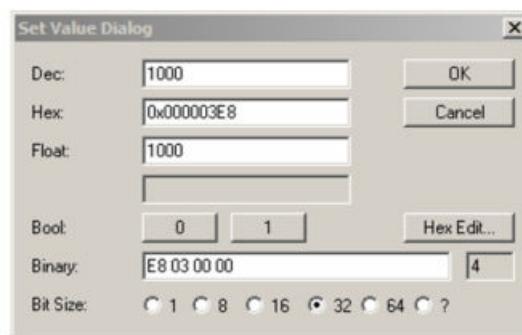 Set Value Dialog
Dec: 1000 OK
Hex: 0x000003E8 Cancel
Float: 1000
Bool: 0 1 Hex Edit...
Binary: E8 03 00 00 4
Bit Size: 1 8 16 32 64 ?